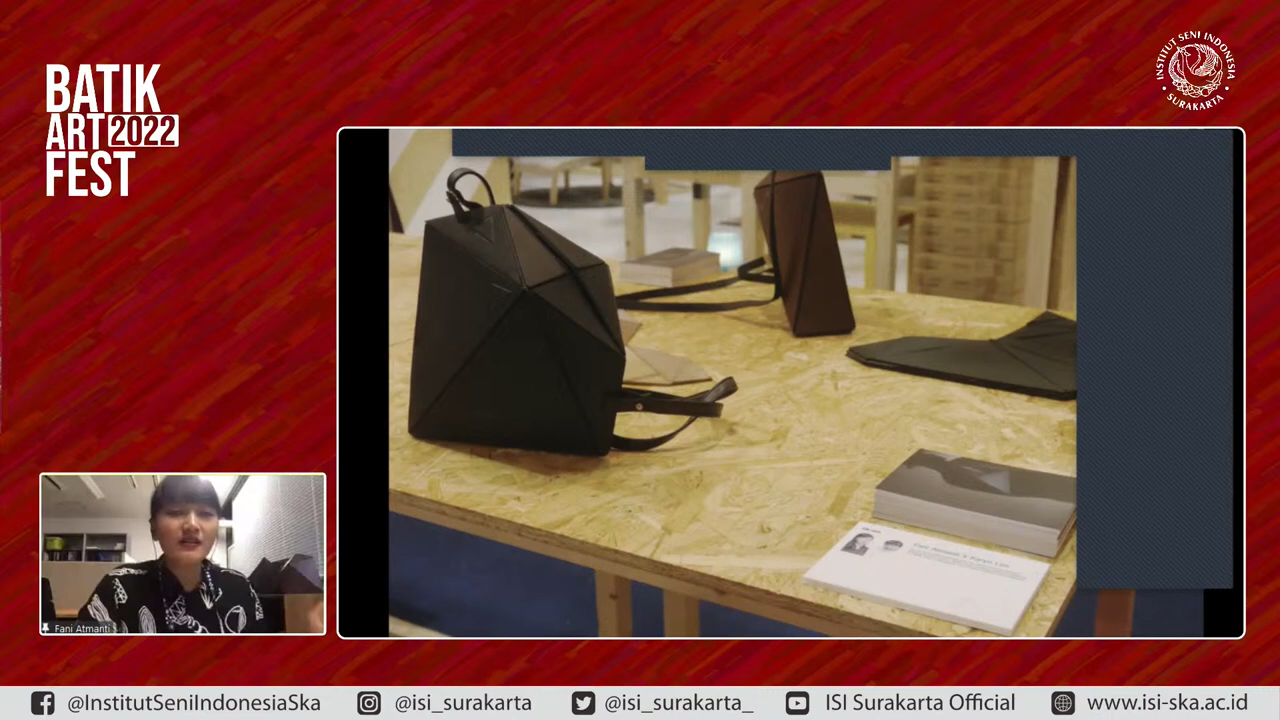 BATIK
ART 2022
FEST
INSTITUT SENI INDONESIA
SURAKARTA
Fani Atmanti
@InstitutSeniIndonesiaSka
@isi_surakarta
@isi_surakarta_
ISI Surakarta Official
www.isi-ska.ac.id